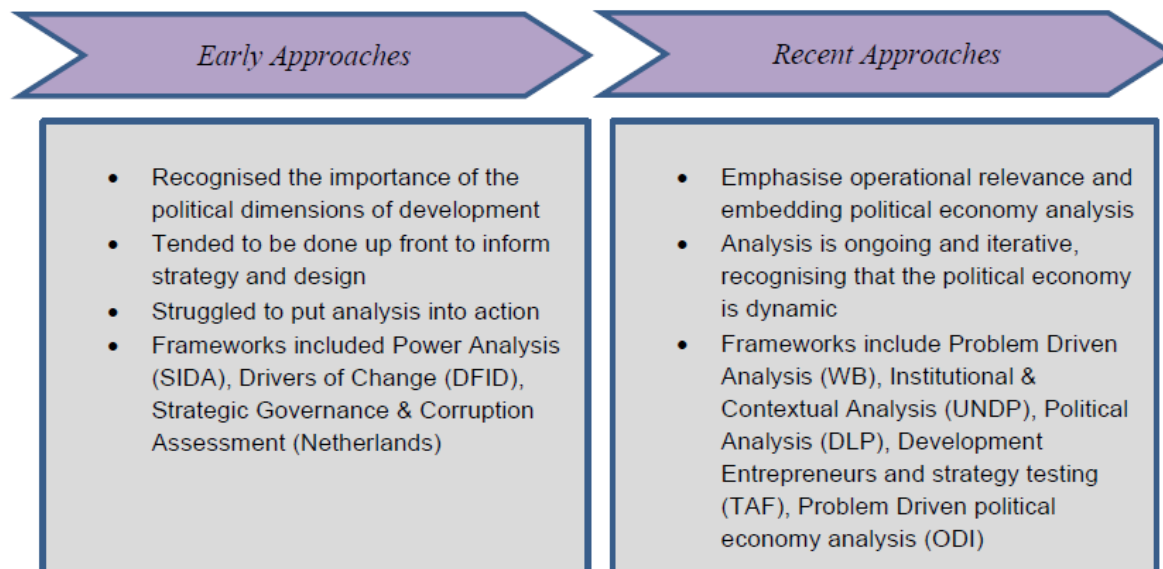 Early Approaches
• Recognised the importance of the
political dimensions of development
• Tended to be done up front to inform
strategy and design
• Struggled to put analysis into action
• Frameworks included Power Analysis
(SIDA), Drivers of Change (DFID),
Strategic Governance & Corruption
Assessment (Netherlands)
Recent Approaches
• Emphasise operational relevance and
embedding political economy analysis
• Analysis is ongoing and iterative,
recognising that the political economy
is dynamic
• Frameworks include Problem Driven
Analysis (WB), Institutional &
Contextual Analysis (UNDP), Political
Analysis (DLP), Development
Entrepreneurs and strategy testing
(TAF), Problem Driven political
economy analysis (ODI)